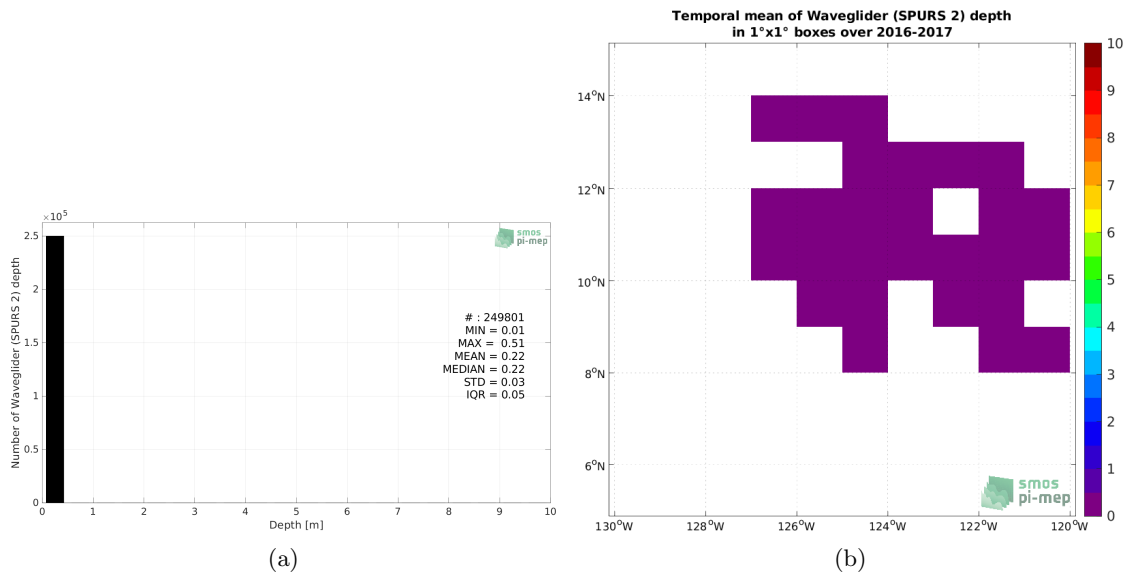 ×10⁵
2.5
2
1.5
1
0.5
0
Number of Waveglider (SPURS 2) depth
smos
pi-mep
# : 249801
MIN = 0.01
MAX = 0.51
MEAN = 0.22
MEDIAN = 0.22
STD = 0.03
IQR = 0.05
0 1 2 3 4 5 6 7 8 9 10
Depth [m]
(a)
Temporal mean of Waveglider (SPURS 2) depth
in 1°x1° boxes over 2016-2017
14°N
12°N
10°N
8°N
6°N
130°W 128°W 126°W 124°W 122°W 120°W
smos
pi-mep
10
9
8
7
6
5
4
3
2
1
0
(b)